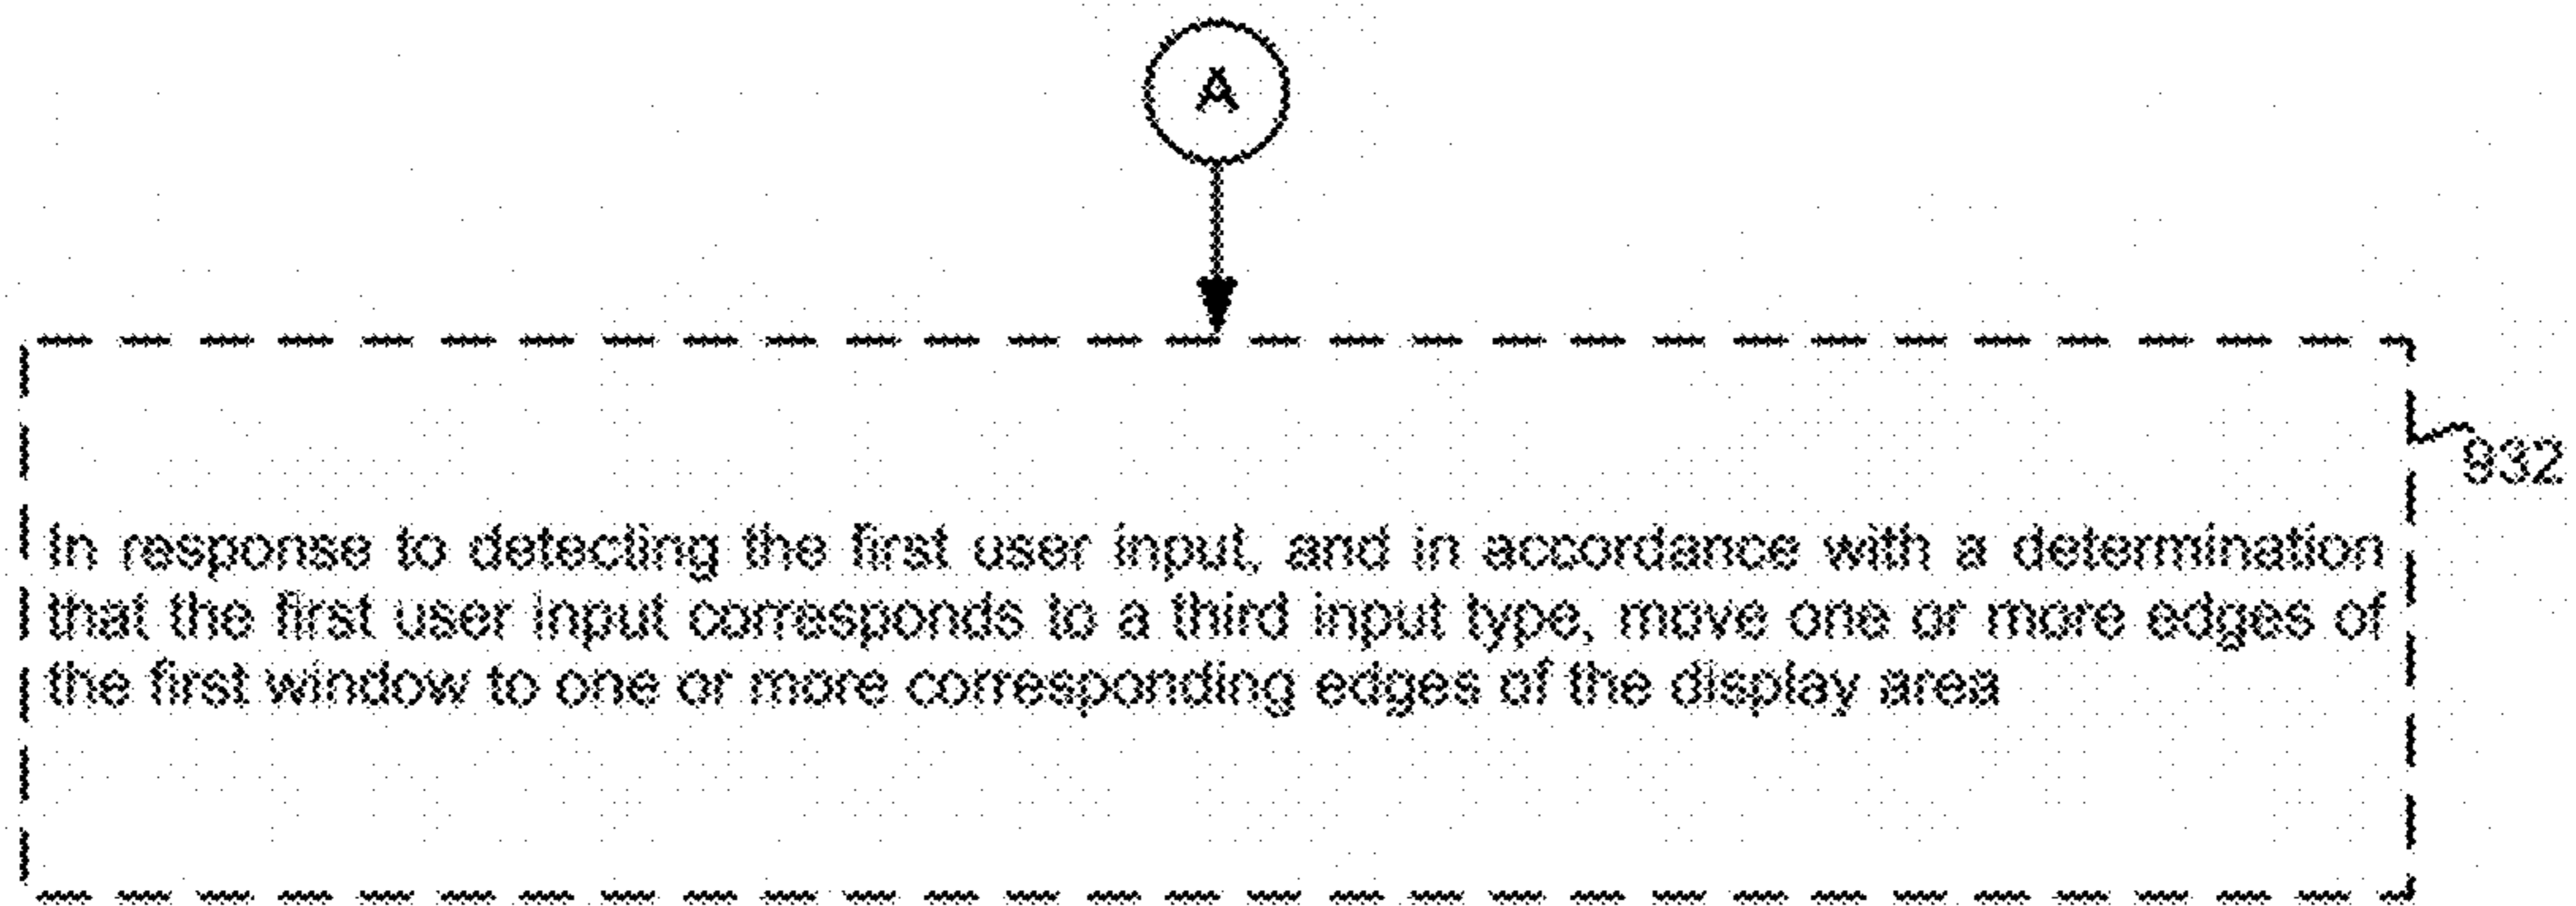 A
932
In response to detecting the first user input, and in accordance with a determination
that the first user input corresponds to a third input type, move one or more edges of
the first window to one or more corresponding edges of the display area